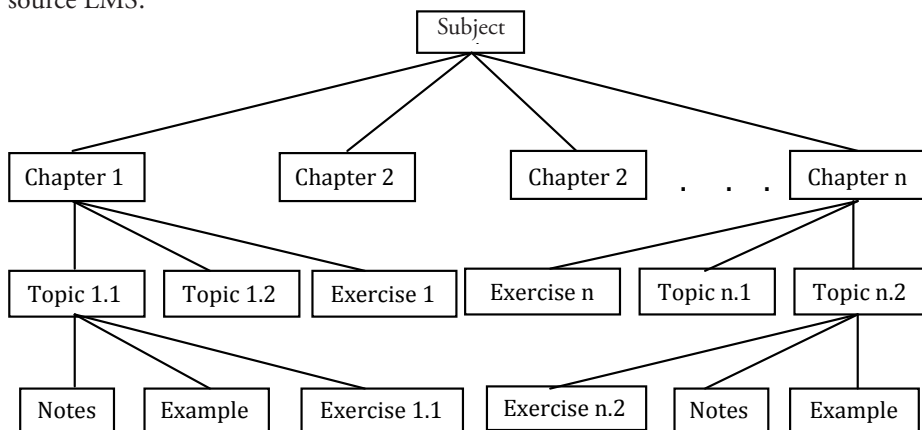 source LMS.
Subject
Chapter 1 Chapter 2 Chapter 2 . . . Chapter n
Topic 1.1 Topic 1.2 Exercise 1 Exercise n Topic n.1 Topic n.2
Notes Example Exercise 1.1 Exercise n.2 Notes Example